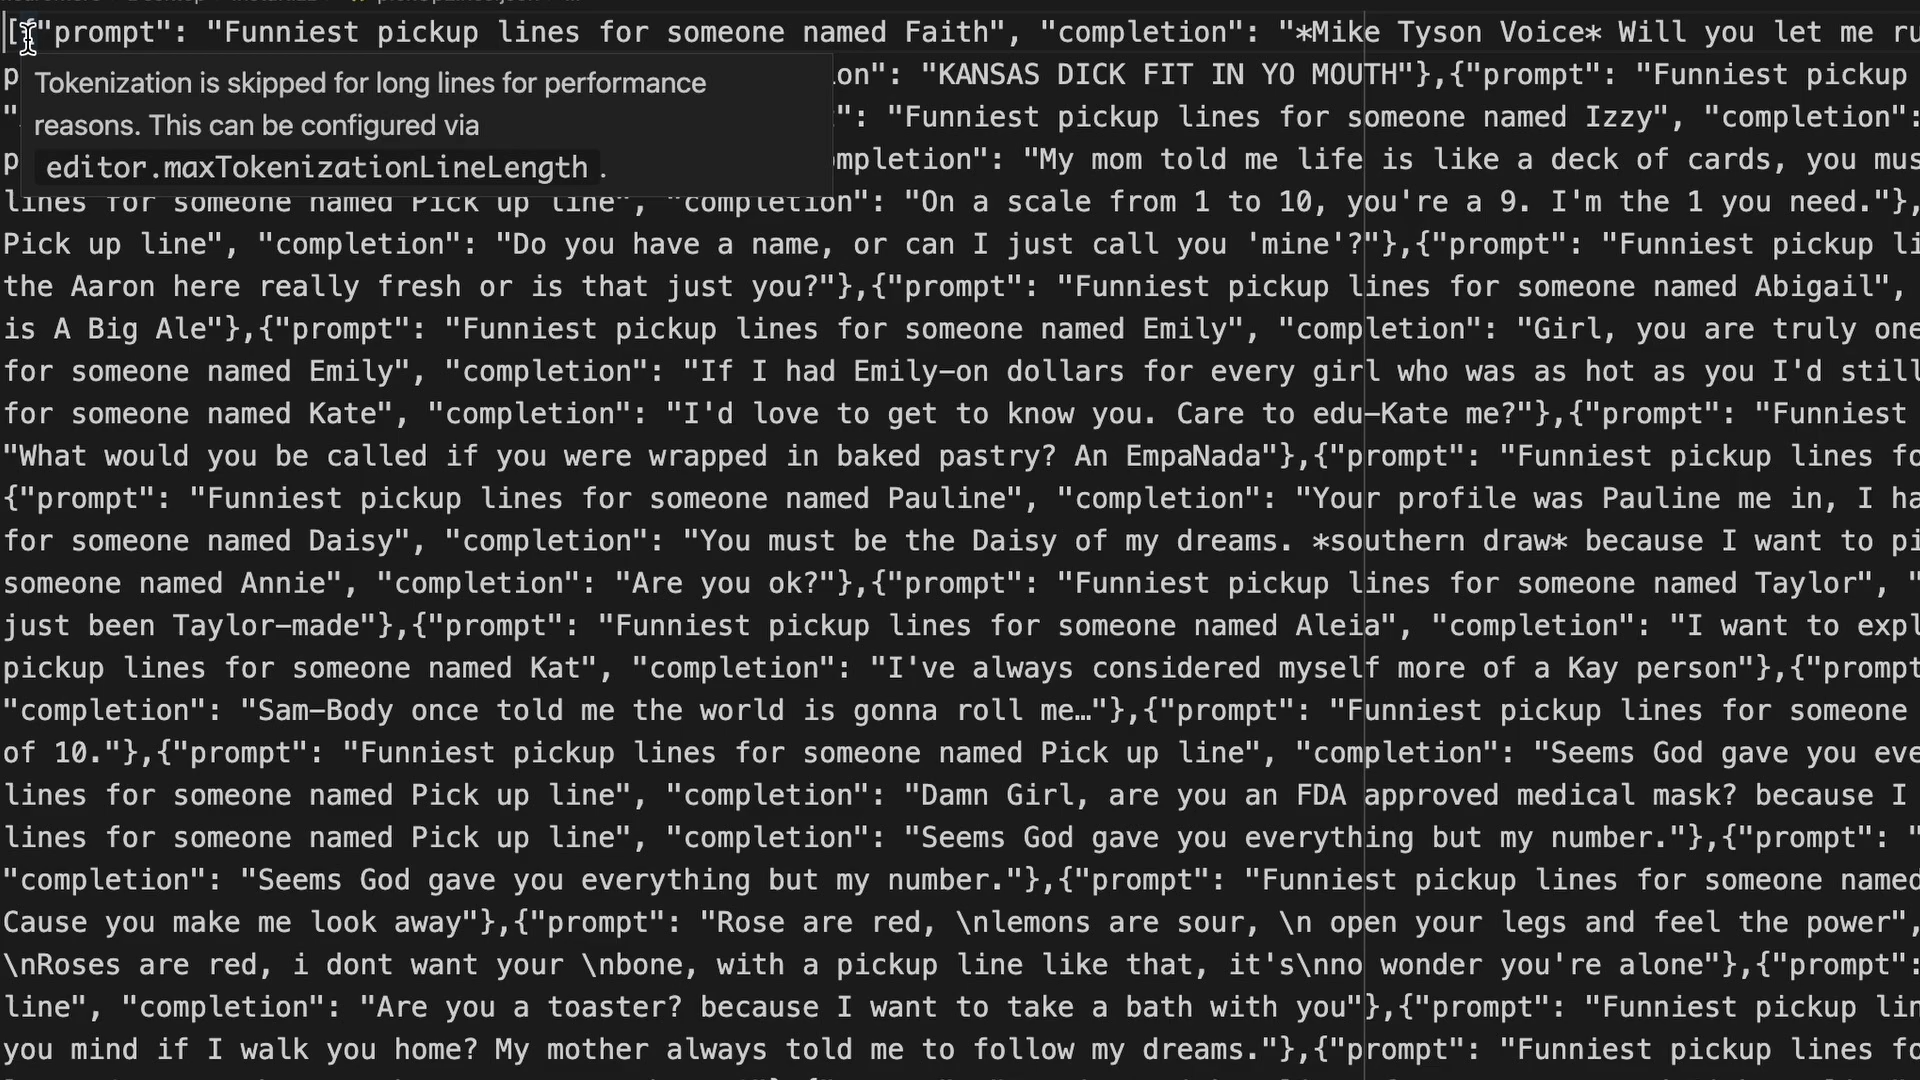 [{"prompt": "Funniest pickup lines for someone named Faith", "completion": "*Mike Tyson Voice* Will you let me ru
Tokenization is skipped for long lines for performance
reasons. This can be configured via
editor.maxTokenizationLineLength.
p on": "KANSAS DICK FIT IN YO MOUTH"},{"prompt": "Funniest pickup
" ": "Funniest pickup lines for someone named Izzy", "completion":
p mpletion": "My mom told me life is like a deck of cards, you mus
lines for someone named Pick up line", "completion": "On a scale from 1 to 10, you're a 9. I'm the 1 you need."},
Pick up line", "completion": "Do you have a name, or can I just call you 'mine'?"},{"prompt": "Funniest pickup li
the Aaron here really fresh or is that just you?"},{"prompt": "Funniest pickup lines for someone named Abigail",
is A Big Ale"},{"prompt": "Funniest pickup lines for someone named Emily", "completion": "Girl, you are truly one
for someone named Emily", "completion": "If I had Emily–on dollars for every girl who was as hot as you I'd still
for someone named Kate", "completion": "I'd love to get to know you. Care to edu–Kate me?"},{"prompt": "Funniest
"What would you be called if you were wrapped in baked pastry? An EmpaNada"},{"prompt": "Funniest pickup lines fo
{"prompt": "Funniest pickup lines for someone named Pauline", "completion": "Your profile was Pauline me in, I ha
for someone named Daisy", "completion": "You must be the Daisy of my dreams. *southern draw* because I want to pi
someone named Annie", "completion": "Are you ok?"},{"prompt": "Funniest pickup lines for someone named Taylor", "
just been Taylor–made"},{"prompt": "Funniest pickup lines for someone named Aleia", "completion": "I want to expl
pickup lines for someone named Kat", "completion": "I've always considered myself more of a Kay person"},{"prompt
"completion": "Sam–Body once told me the world is gonna roll me…"},{"prompt": "Funniest pickup lines for someone
of 10."},{"prompt": "Funniest pickup lines for someone named Pick up line", "completion": "Seems God gave you eve
lines for someone named Pick up line", "completion": "Damn Girl, are you an FDA approved medical mask? because I
lines for someone named Pick up line", "completion": "Seems God gave you everything but my number."},{"prompt": "
"completion": "Seems God gave you everything but my number."},{"prompt": "Funniest pickup lines for someone named
Cause you make me look away"},{"prompt": "Rose are red, \nlemons are sour, \n open your legs and feel the power",
\nRoses are red, i dont want your \nbone, with a pickup line like that, it's\nno wonder you're alone"},{"prompt":
line", "completion": "Are you a toaster? because I want to take a bath with you"},{"prompt": "Funniest pickup lin
you mind if I walk you home? My mother always told me to follow my dreams."},{"prompt": "Funniest pickup lines fo